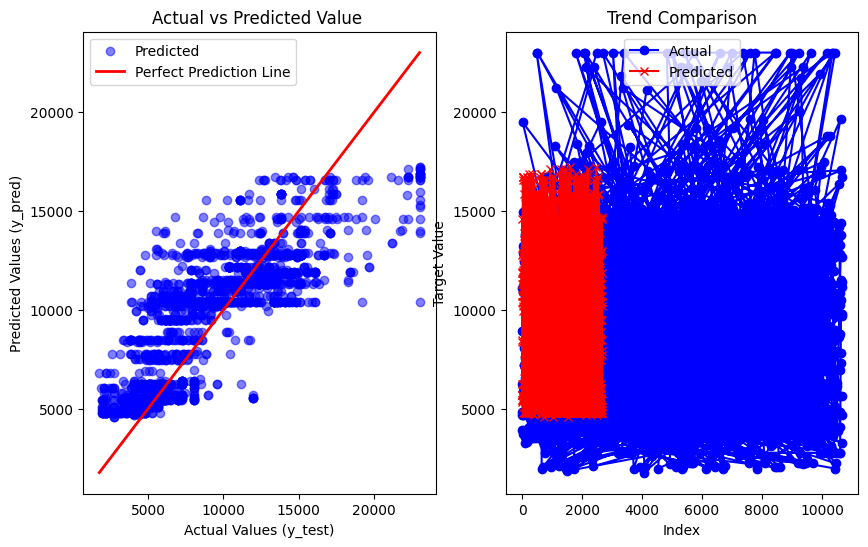 Actual vs Predicted Value
Predicted
Perfect Prediction Line
20000
15000
10000
5000
Predicted Values (y_pred)
5000 10000 15000 20000
Actual Values (y_test)
Trend Comparison
Actual
Predicted
20000
15000
10000
5000
Target Value
0 2000 4000 6000 8000 10000
Index